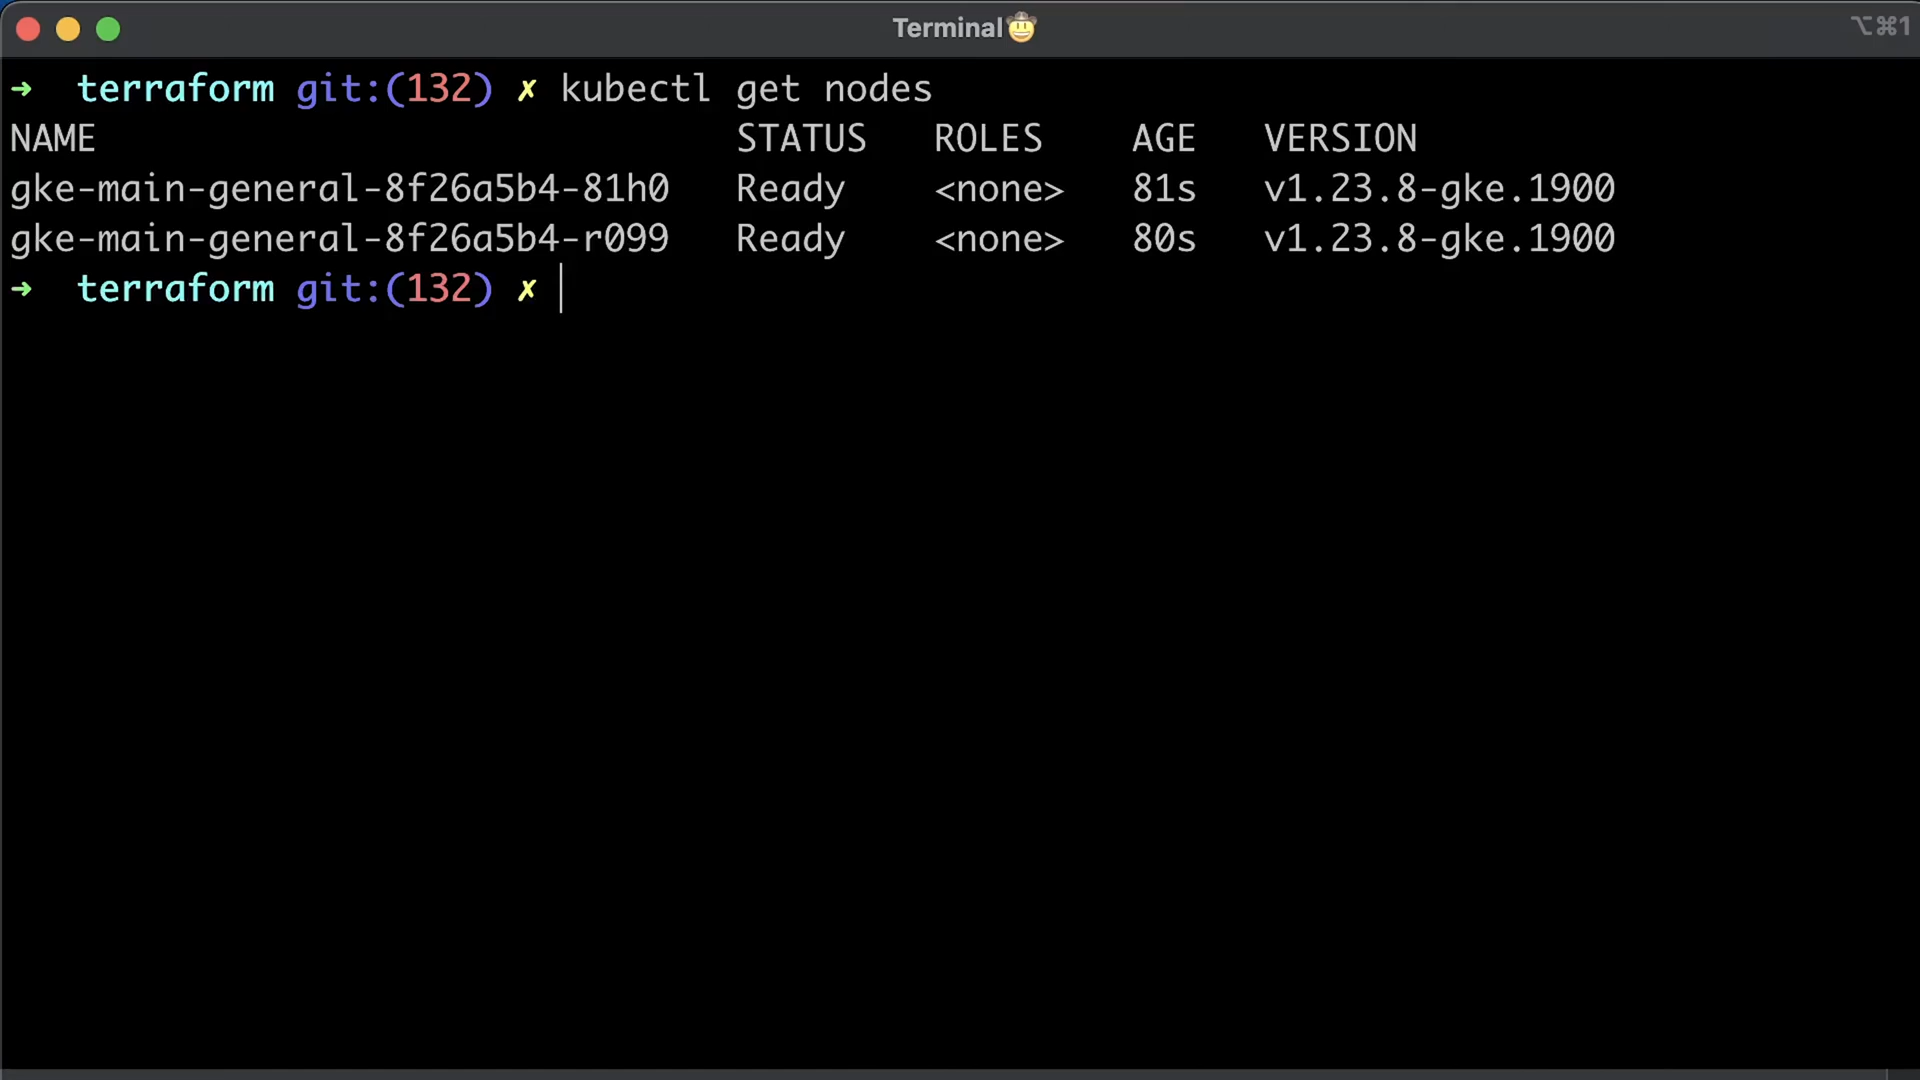 Terminal🤠
⌥⌘1
➜ terraform git:(132) ✗ kubectl get nodes
NAME STATUS ROLES AGE VERSION
gke-main-general-8f26a5b4-81h0 Ready <none> 81s v1.23.8-gke.1900
gke-main-general-8f26a5b4-r099 Ready <none> 80s v1.23.8-gke.1900
➜ terraform git:(132) ✗